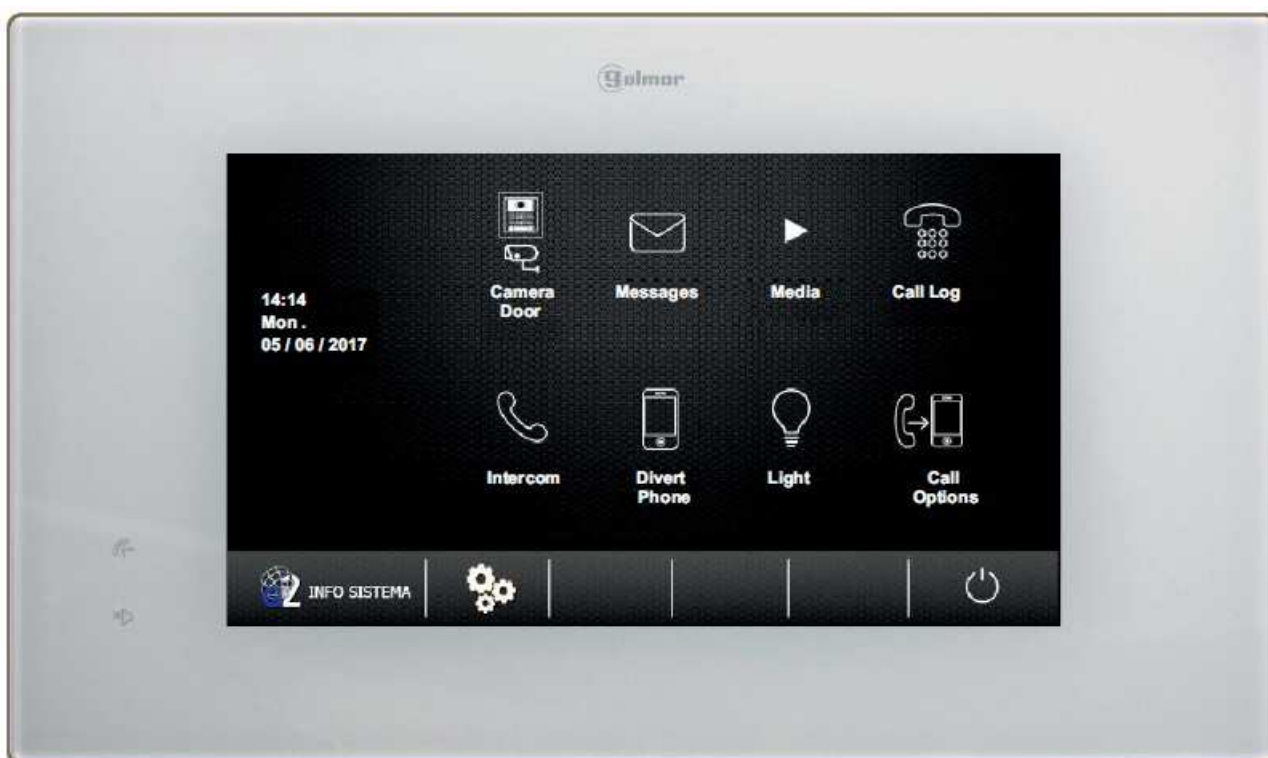 golmar
14:14
Mon .
05 / 06 / 2017
Camera
Door
Messages
Media
Call Log
Intercom
Divert
Phone
Light
Call
Options
G2 INFO SISTEMA